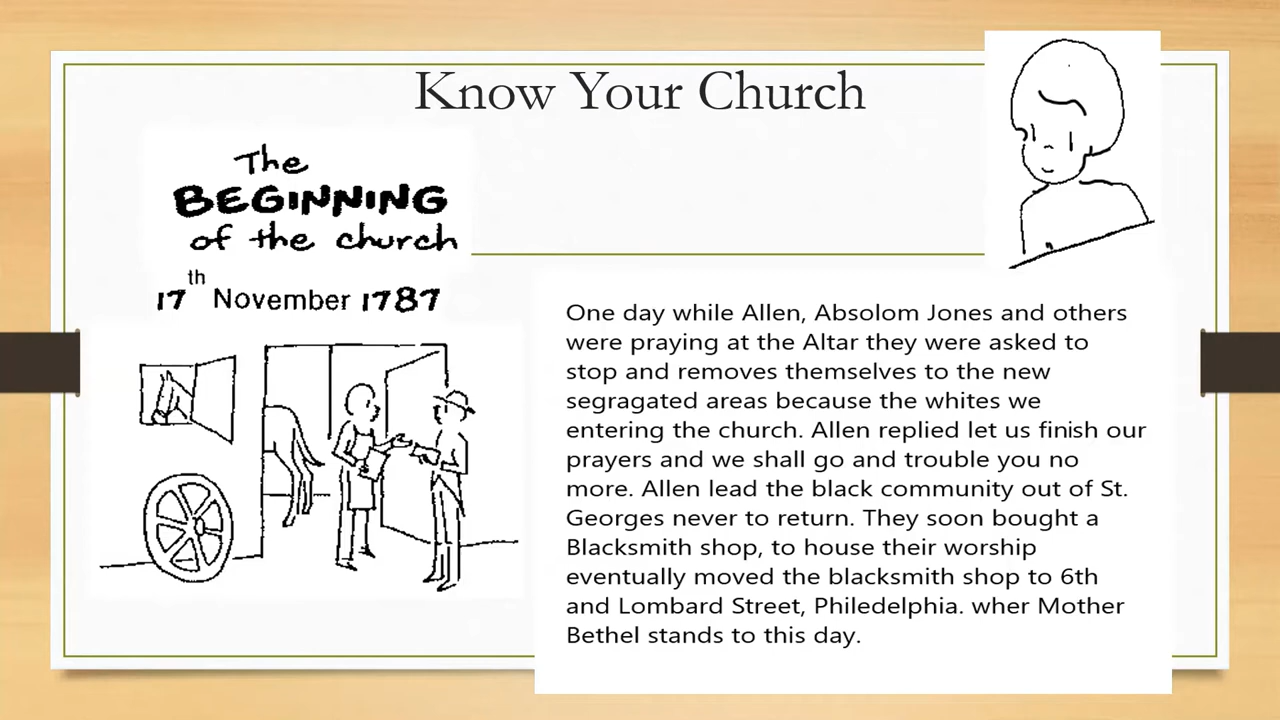 Know Your Church
The
BEGINNING
of the church
17th November 1787
One day while Allen, Absolom Jones and others
were praying at the Altar they were asked to
stop and removes themselves to the new
segragated areas because the whites we
entering the church. Allen replied let us finish our
prayers and we shall go and trouble you no
more. Allen lead the black community out of St.
Georges never to return. They soon bought a
Blacksmith shop, to house their worship
eventually moved the blacksmith shop to 6th
and Lombard Street, Philedelphia. wher Mother
Bethel stands to this day.